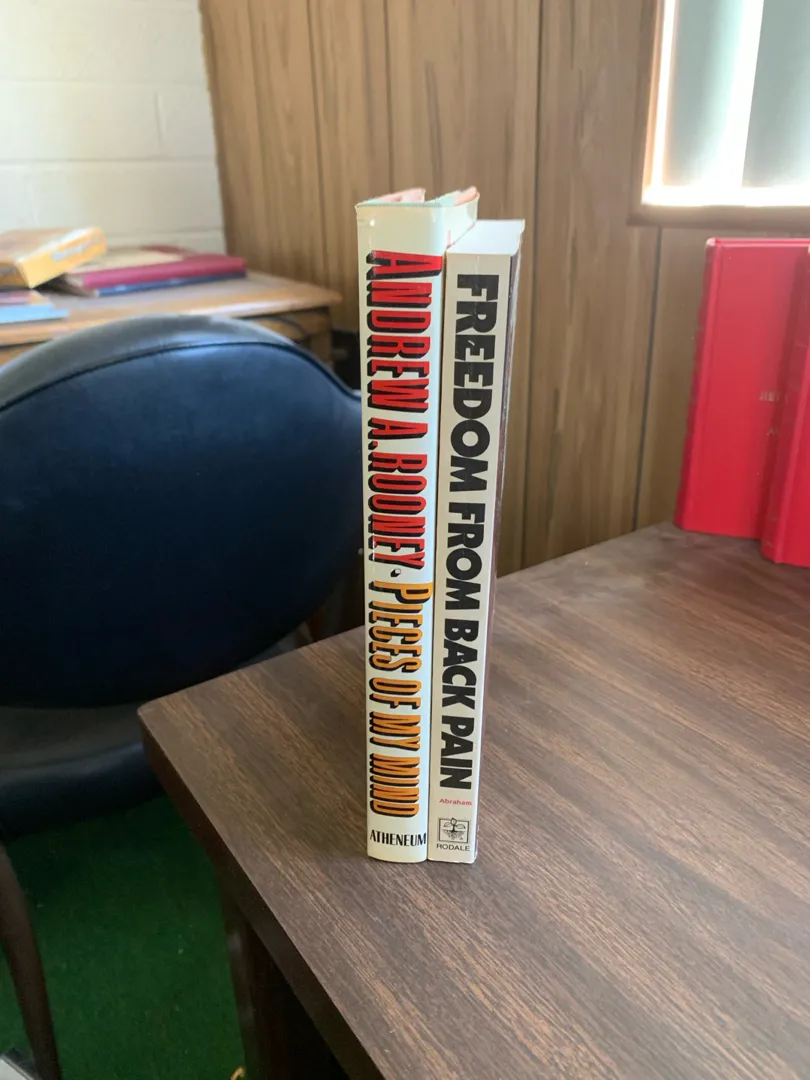 ANDREW A. ROONEY · PIECES OF MY MIND
ATHENEUM
FREEDOM FROM BACK PAIN
Abraham
RODALE